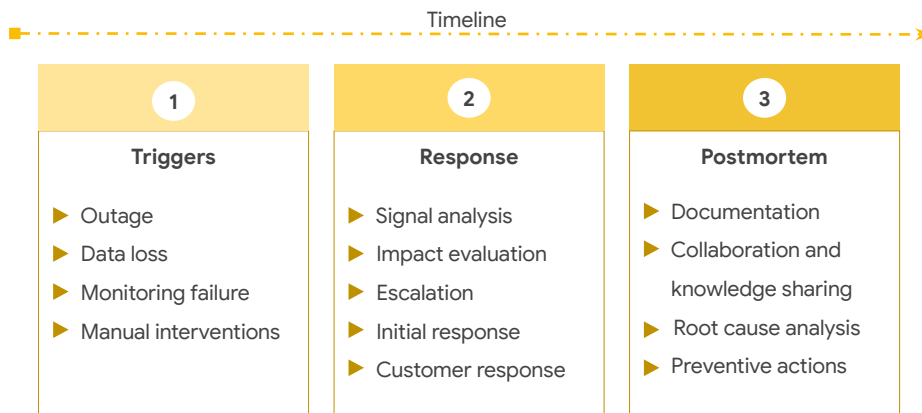 Timeline
1
Triggers
Outage
Data loss
Monitoring failure
Manual interventions
2
Response
Signal analysis
Impact evaluation
Escalation
Initial response
Customer response
3
Postmortem
Documentation
Collaboration and
knowledge sharing
Root cause analysis
Preventive actions